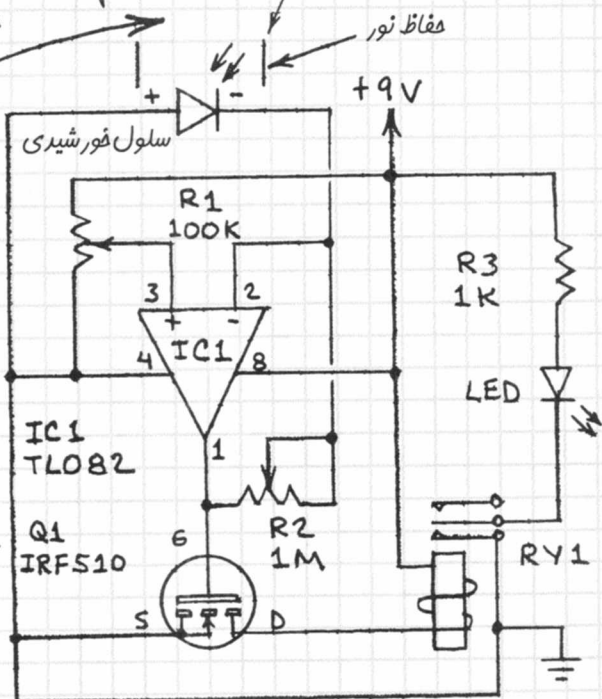 حفاظ نور
+9V
+ -
سلول خورشیدی
R1
100K
R3
1K
3 2
+ -
IC1
4 8
LED
1
IC1
TL082
R2
1M
Q1
IRF510
G
RY1
S D